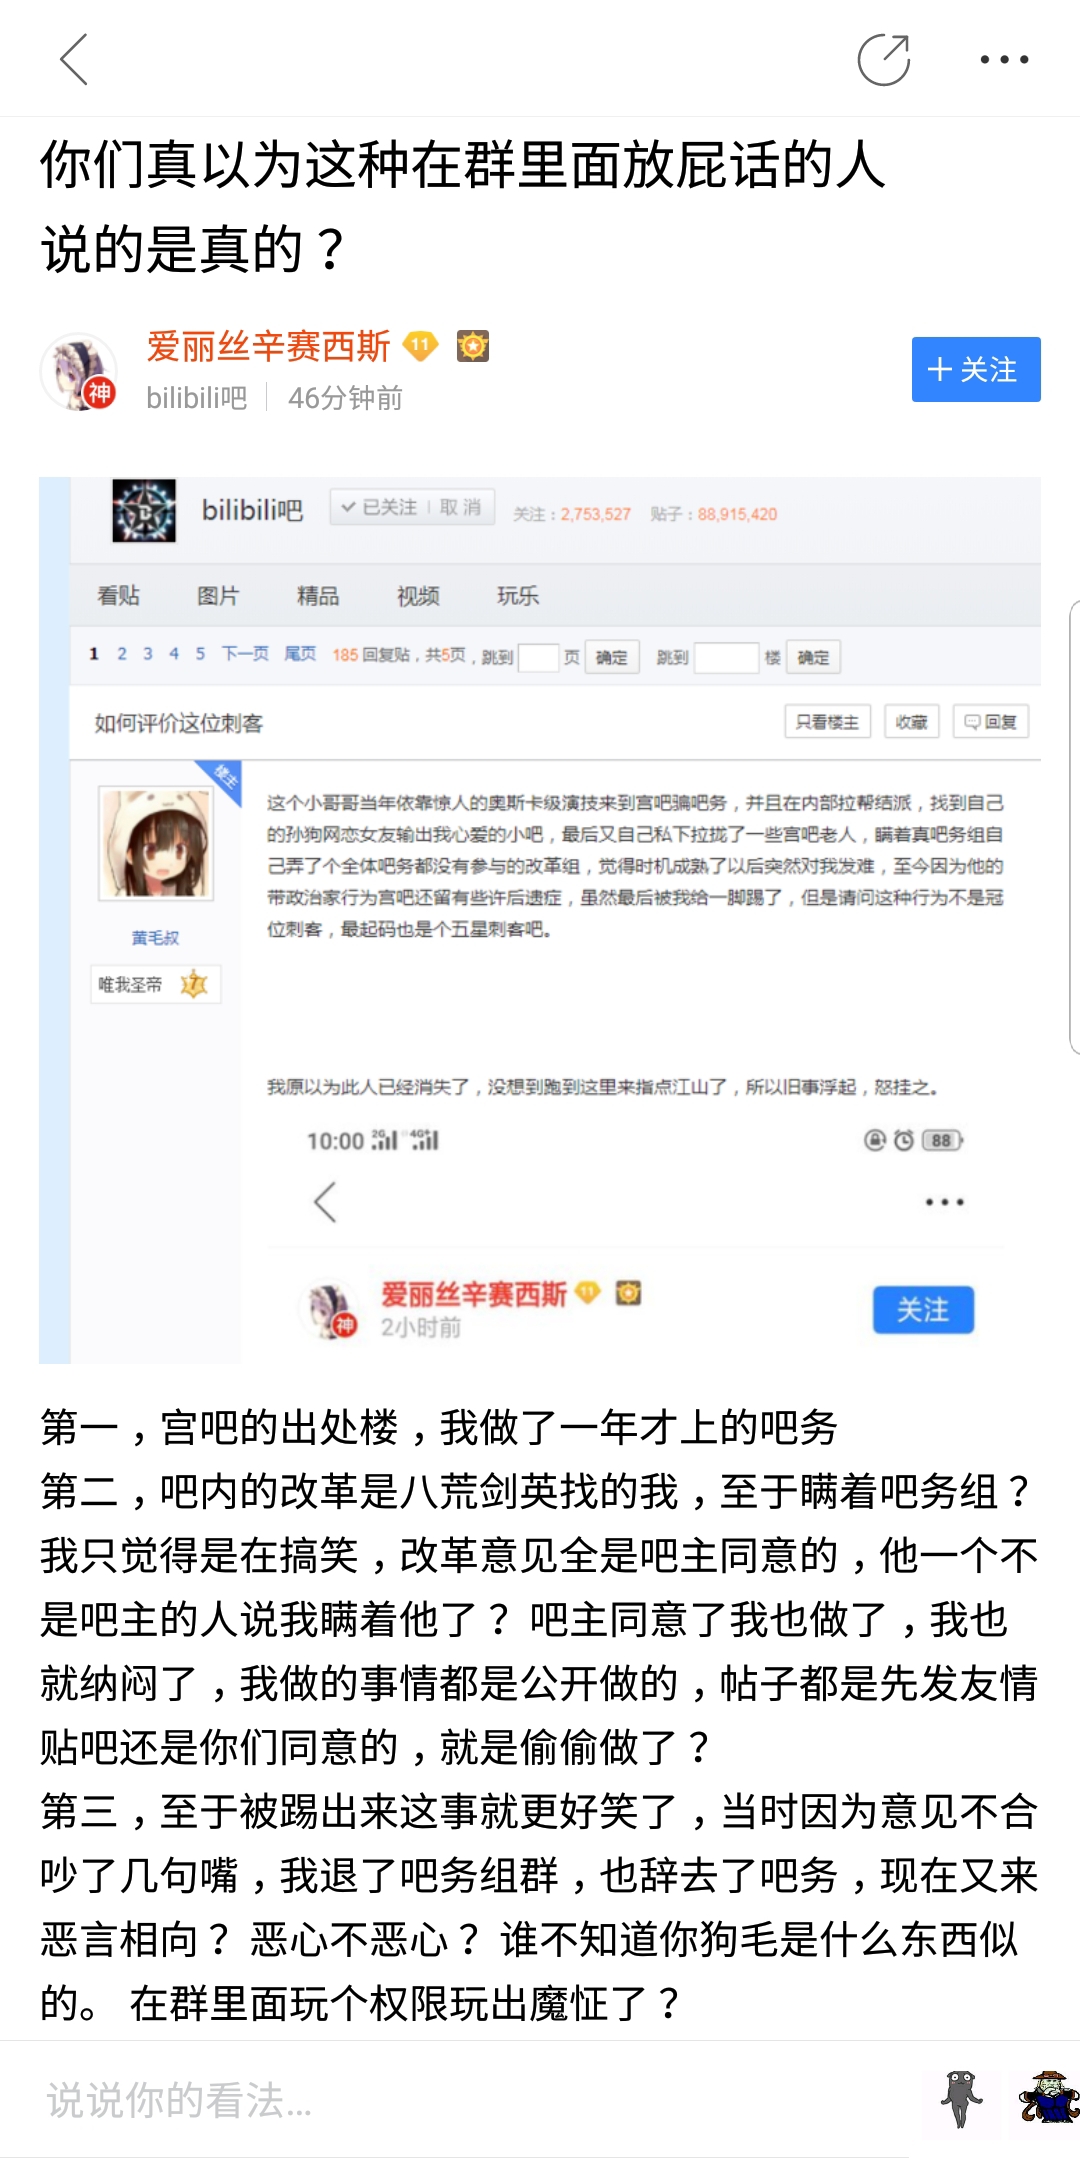 你们真以为这种在群里面放屁话的人
说的是真的？
爱丽丝辛赛西斯 11
神
bilibili吧 46分钟前
关注
bilibili吧 已关注 取消 关注：2,753,527 贴子：88,915,420
看贴 图片 精品 视频 玩乐
1 2 3 4 5 下一页 尾页 185回复贴，共5页，跳到 页 确定 跳到 楼 确定
如何评价这位刺客 只看楼主 收藏 回复
楼主
这个小哥哥当年依靠惊人的奥斯卡级演技来到宫吧骗吧务，并且在内部拉帮结派，找到自己
的孙狗网恋女友输出我心爱的小吧，最后又自己私下拉拢了一些宫吧老人，瞒着真吧务组自
己弄了个全体吧务都没有参与的改革组，觉得时机成熟了以后突然对我发难，至今因为他的
带政治家行为宫吧还留有些许后遗症，虽然最后被我给一脚踢了，但是请问这种行为不是冠
位刺客，最起码也是个五星刺客吧。
黄毛叔
唯我圣帝 7
我原以为此人已经消失了，没想到跑到这里来指点江山了，所以旧事浮起，怒挂之。
10:00 2G 4G+ 88
爱丽丝辛赛西斯 11
神
2小时前
关注
第一，宫吧的出处楼，我做了一年才上的吧务
第二，吧内的改革是八荒剑英找的我，至于瞒着吧务组？
我只觉得是在搞笑，改革意见全是吧主同意的，他一个不
是吧主的人说我瞒着他了？ 吧主同意了我也做了，我也
就纳闷了，我做的事情都是公开做的，帖子都是先发友情
贴吧还是你们同意的，就是偷偷做了？
第三，至于被踢出来这事就更好笑了，当时因为意见不合
吵了几句嘴，我退了吧务组群，也辞去了吧务，现在又来
恶言相向？ 恶心不恶心？ 谁不知道你狗毛是什么东西似
的。 在群里面玩个权限玩出魔怔了？
说说你的看法...